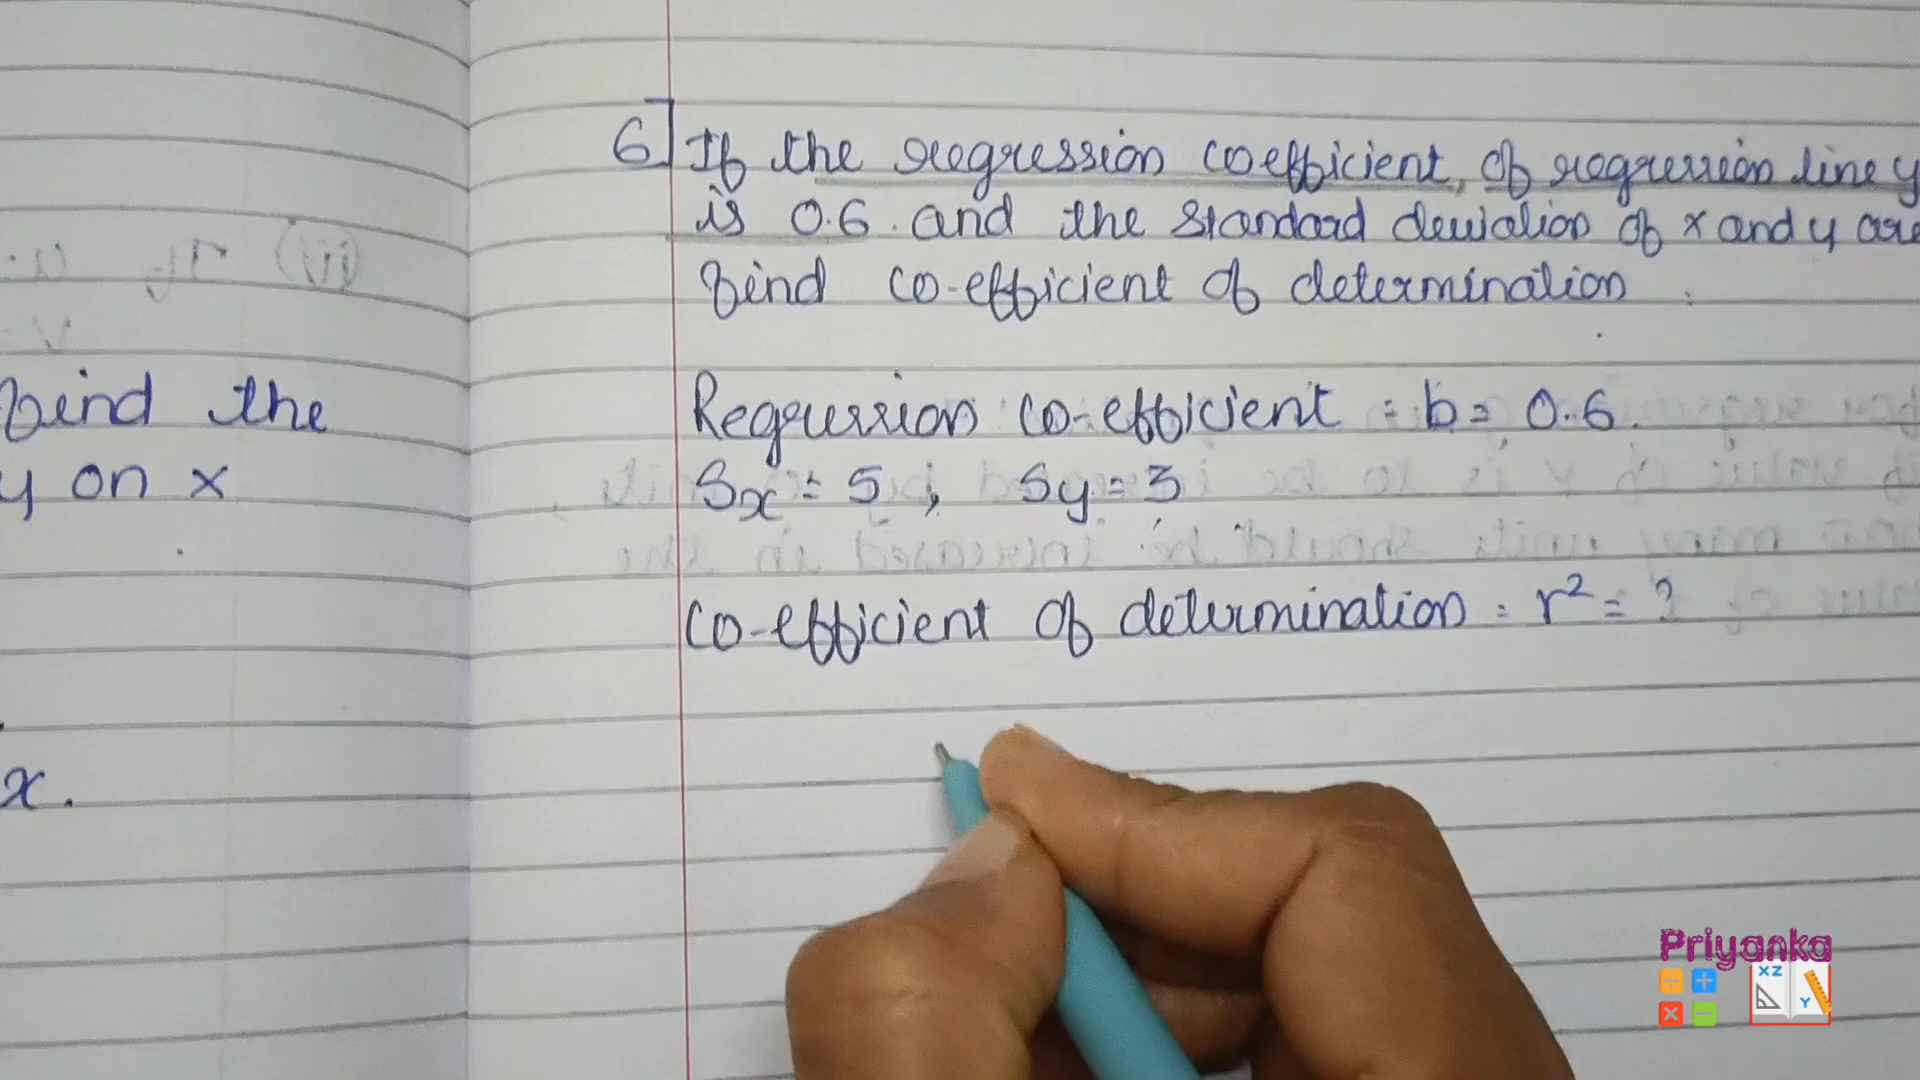 6] If the regression coefficient, of regression line y
is 0.6. and the standard deviation of x and y are
find co-efficient of determination.
find the
y on x
Regression co-efficient = b = 0.6.
Sx = 5, Sy = 3
Co-efficient of determination = r² = ?
x.
Priyanka
XZ
Y